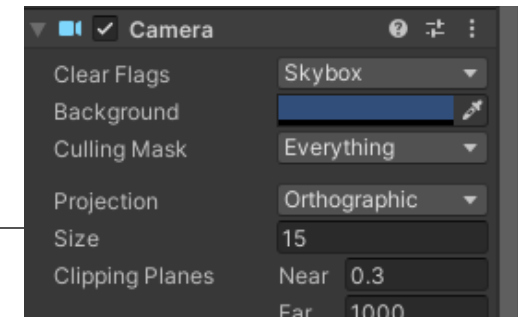 Camera
Clear Flags Skybox
Background
Culling Mask Everything
Projection Orthographic
Size 15
Clipping Planes Near 0.3
Far 1000